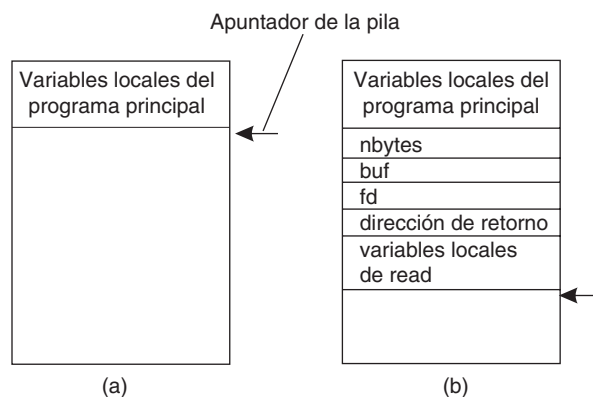 Apuntador de la pila
Variables locales del
programa principal
(a)
Variables locales del
programa principal
nbytes
buf
fd
dirección de retorno
variables locales
de read
(b)